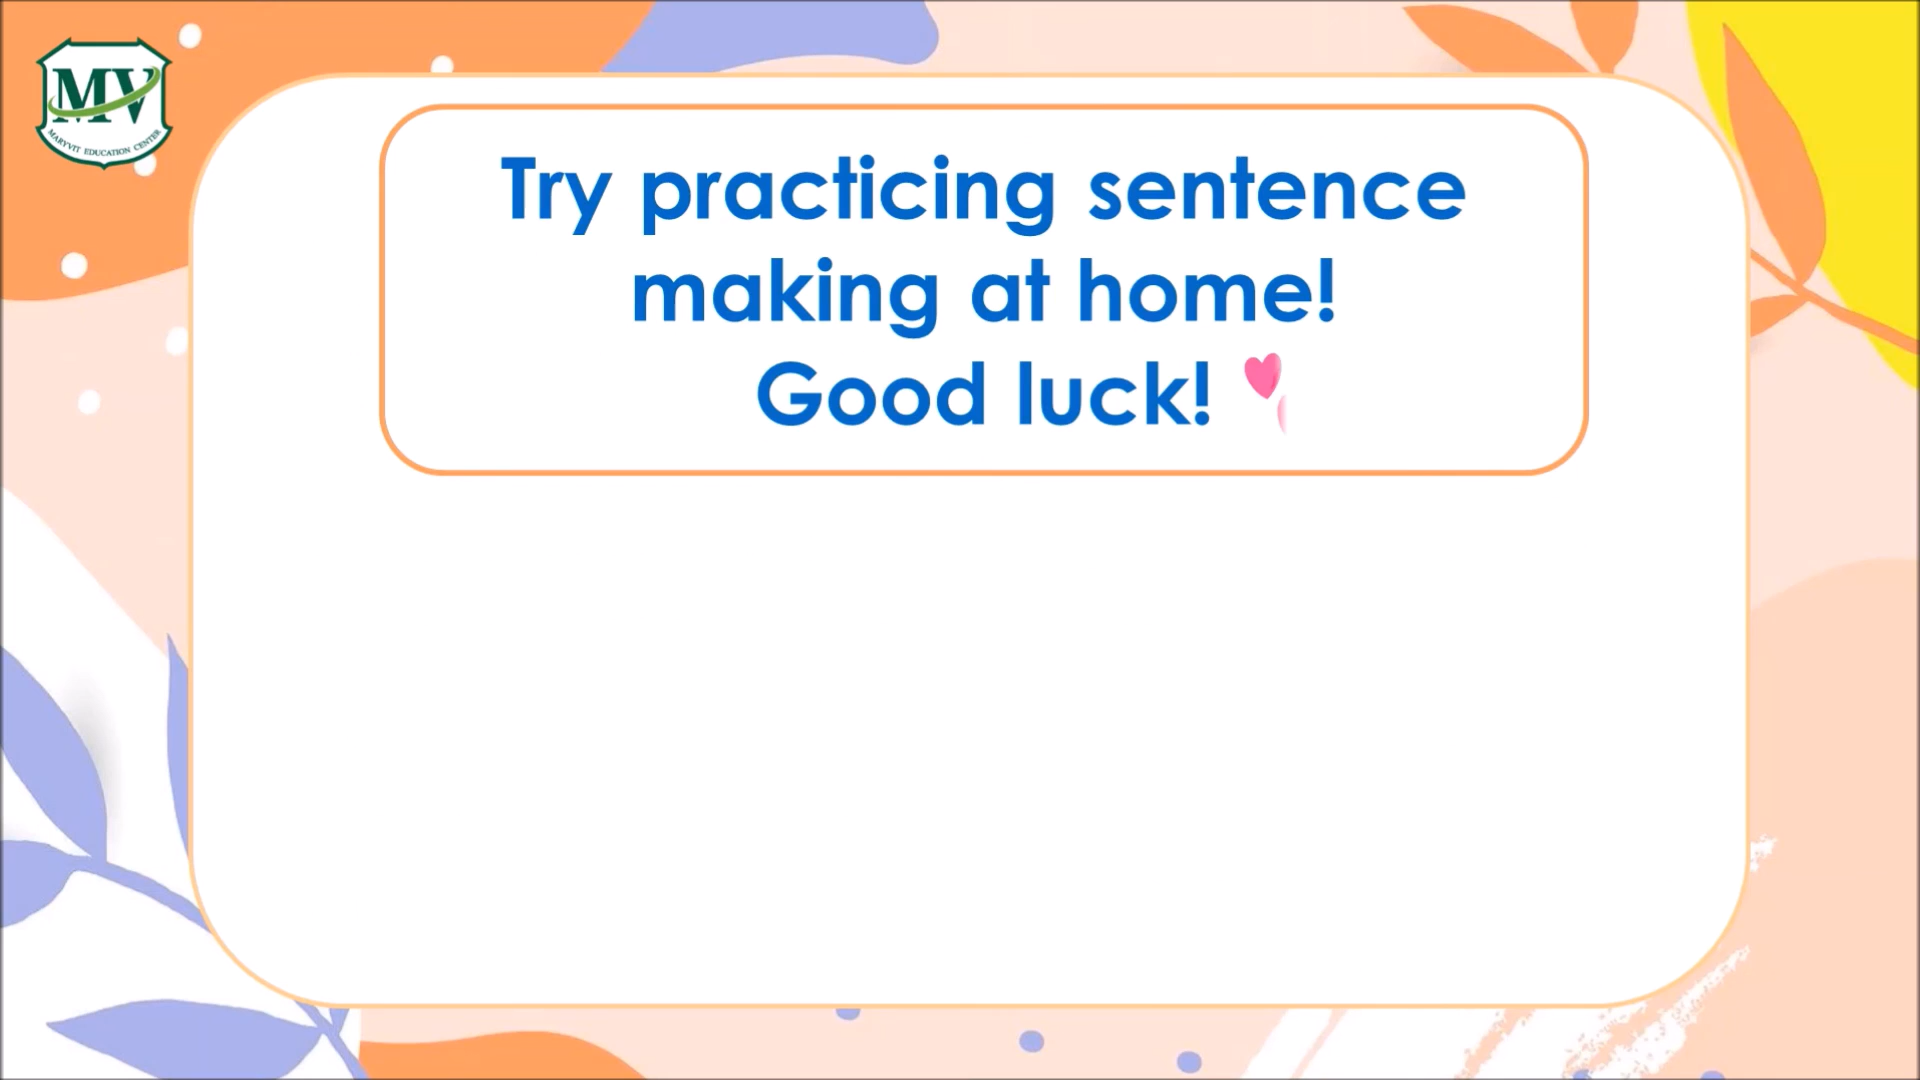 MV
MARYVIT EDUCATION CENTER
Try practicing sentence
making at home!
Good luck!